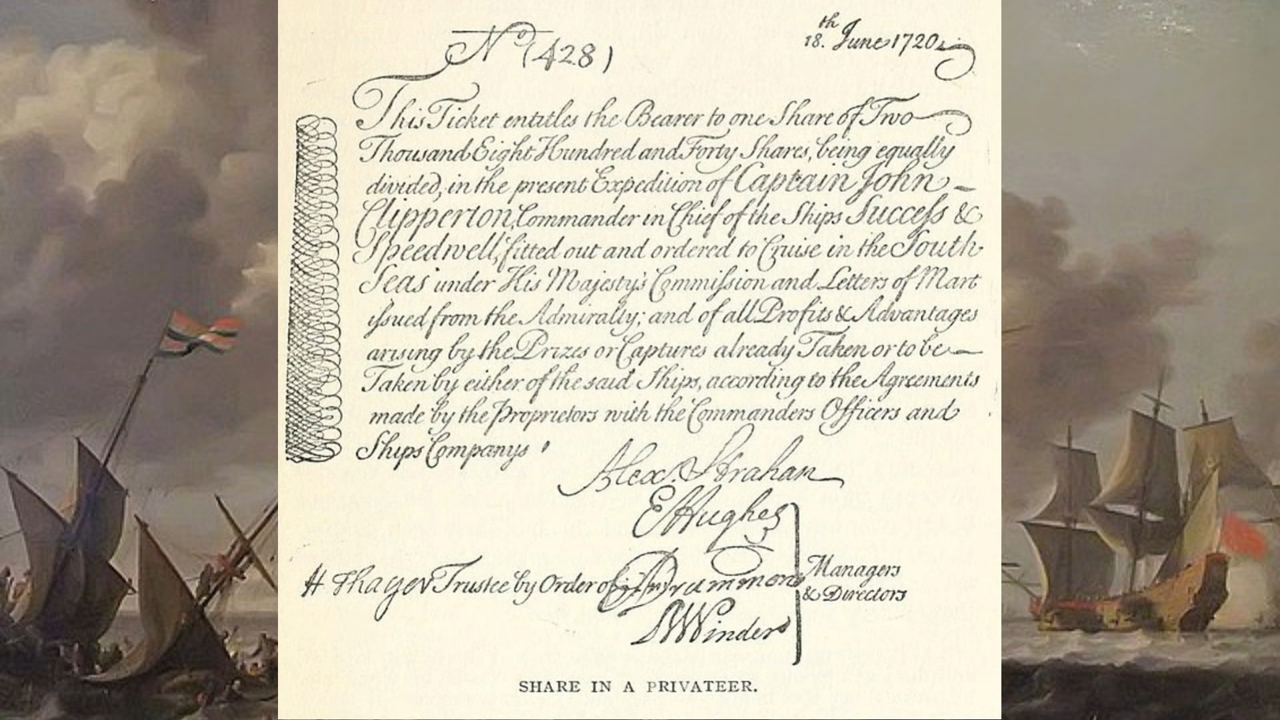 Nº (428)
18.th June 1720
This Ticket entitles the Bearer to one Share of Two
Thousand Eight Hundred and Forty Shares, being equally
divided, in the present Expedition of Captain John
Clipperton, Commander in Chief of the Ships Success &
Speedwell, fitted out and ordered to Cruise in the South
Seas under His Majesty's Commission and Letters of Mart
issued from the Admiralty; and of all Profits & Advantages
arising by the Prizes or Captures already Taken or to be
Taken by either of the said Ships, according to the Agreements
made by the Proprietors with the Commanders Officers and
Ships Companys
Alex. Strahan
E Hughes
H Thayer Trustee by Order of Drummond
Managers
& Directors
Winder
SHARE IN A PRIVATEER.